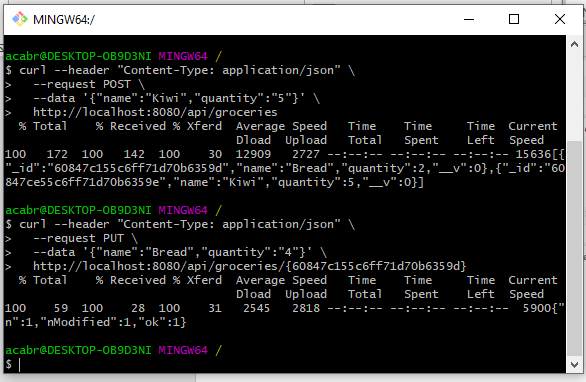 MINGW64:/
acabr@DESKTOP-OB9D3NI MINGW64 /
$ curl --header "Content-Type: application/json" \
>   --request POST \
>   --data '{"name":"Kiwi","quantity":"5"}' \
>   http://localhost:8080/api/groceries
  % Total    % Received % Xferd  Average Speed   Time    Time     Time  Current
                                 Dload  Upload   Total   Spent    Left  Speed
100   172  100   142  100    30  12909   2727 --:--:-- --:--:-- --:--:-- 15636[{
"_id":"60847c155c6ff71d70b6359d","name":"Bread","quantity":2,"__v":0},{"_id":"60
847ce55c6ff71d70b6359e","name":"Kiwi","quantity":5,"__v":0}]
acabr@DESKTOP-OB9D3NI MINGW64 /
$ curl --header "Content-Type: application/json" \
>   --request PUT \
>   --data '{"name":"Bread","quantity":"4"}' \
>   http://localhost:8080/api/groceries/{60847c155c6ff71d70b6359d}
  % Total    % Received % Xferd  Average Speed   Time    Time     Time  Current
                                 Dload  Upload   Total   Spent    Left  Speed
100    59  100    28  100    31   2545   2818 --:--:-- --:--:-- --:--:--  5900{"
n":1,"nModified":1,"ok":1}
acabr@DESKTOP-OB9D3NI MINGW64 /
$